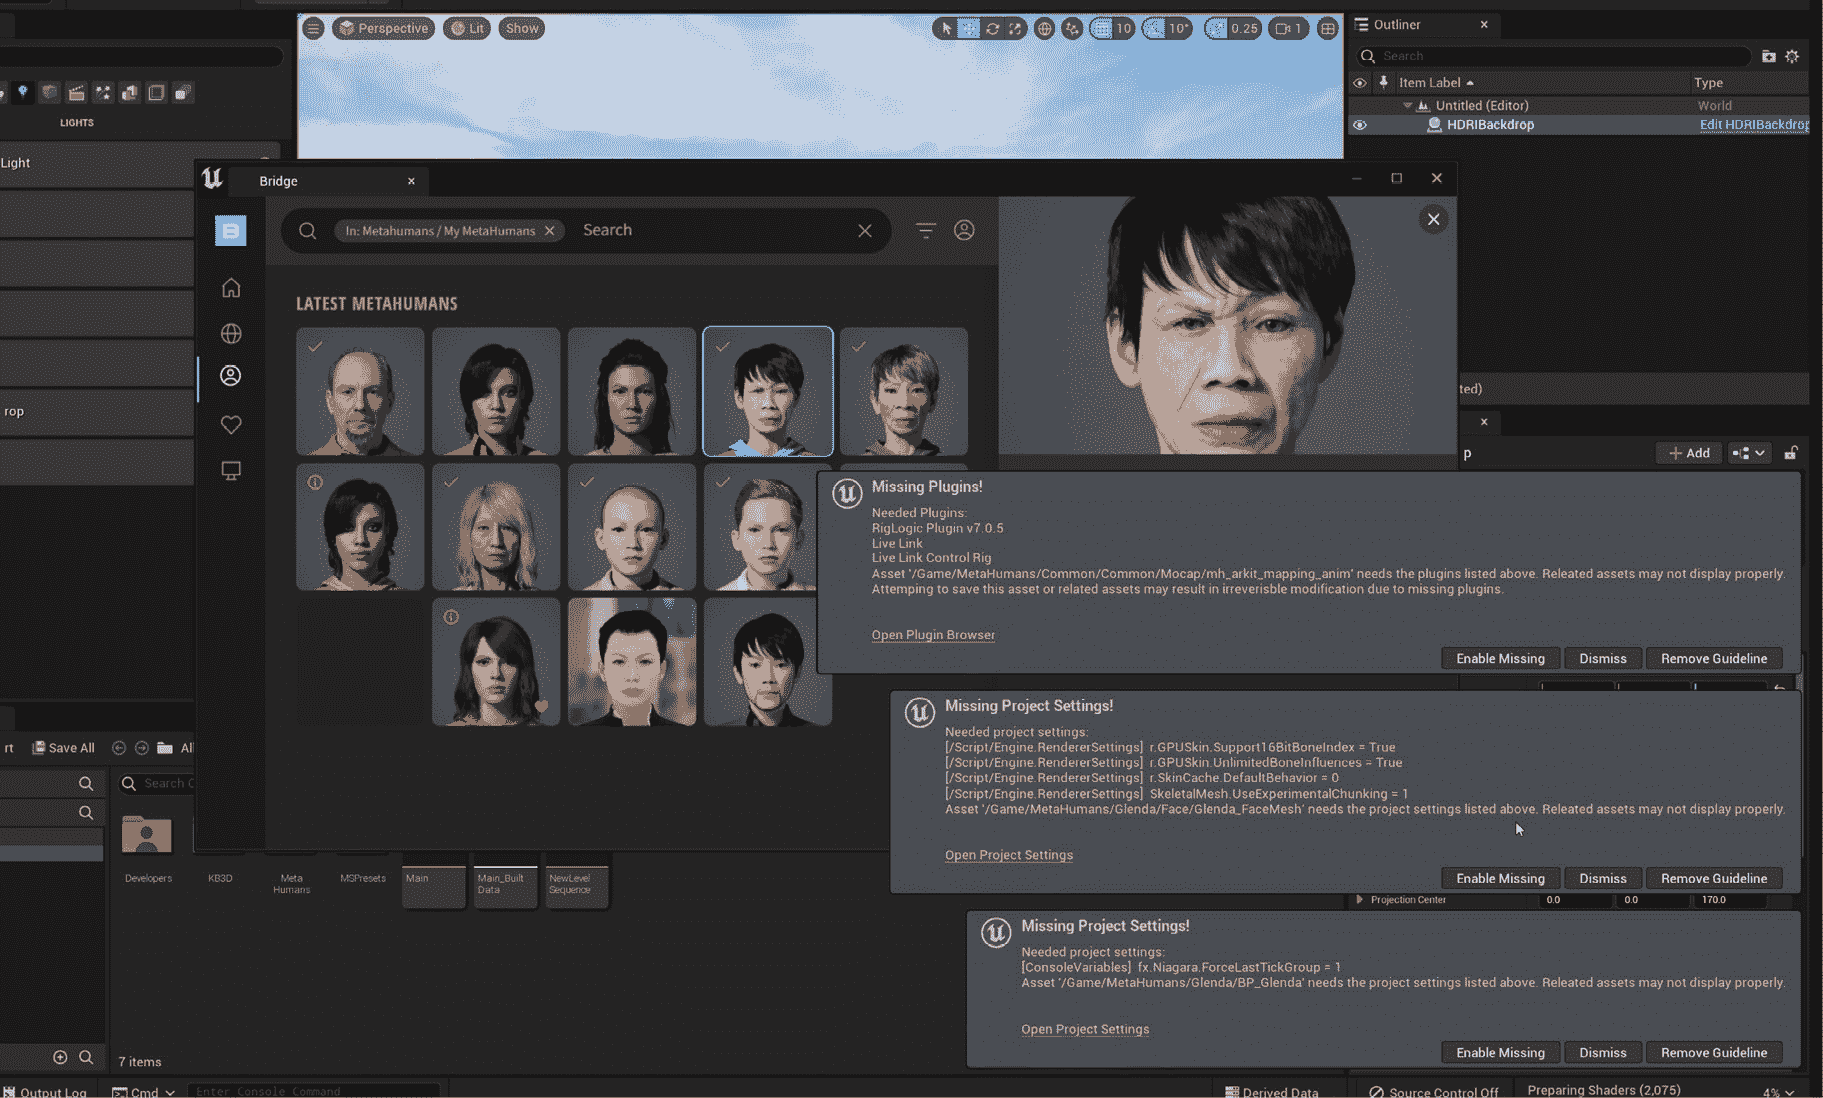 Perspective
Lit
Show
10
10°
0.25
1
Outliner
Search
Item Label
Type
Untitled (Editor)
World
HDRIBackdrop
Edit HDRIBackdrop
LIGHTS
Light
rop
Bridge
In: Metahumans / My MetaHumans
Search
LATEST METAHUMANS
ted)
p
Add
Missing Plugins!
Needed Plugins:
RigLogic Plugin v7.0.5
Live Link
Live Link Control Rig
Asset '/Game/MetaHumans/Common/Common/Mocap/mh_arkit_mapping_anim' needs the plugins listed above. Releated assets may not display properly.
Attempting to save this asset or related assets may result in irreverisble modification due to missing plugins.
Open Plugin Browser
Enable Missing
Dismiss
Remove Guideline
Missing Project Settings!
Needed project settings:
[/Script/Engine.RendererSettings] r.GPUSkin.Support16BitBoneIndex = True
[/Script/Engine.RendererSettings] r.GPUSkin.UnlimitedBoneInfluences = True
[/Script/Engine.RendererSettings] r.SkinCache.DefaultBehavior = 0
[/Script/Engine.RendererSettings] SkeletalMesh.UseExperimentalChunking = 1
Asset '/Game/MetaHumans/Glenda/Face/Glenda_FaceMesh' needs the project settings listed above. Releated assets may not display properly.
Open Project Settings
Enable Missing
Dismiss
Remove Guideline
Projection Center
0.0
0.0
170.0
Missing Project Settings!
Needed project settings:
[ConsoleVariables] fx.Niagara.ForceLastTickGroup = 1
Asset '/Game/MetaHumans/Glenda/BP_Glenda' needs the project settings listed above. Releated assets may not display properly.
Open Project Settings
Enable Missing
Dismiss
Remove Guideline
rt
Save All
Al
Search C
Developers
KB3D
Meta
Humans
MSPresets
Main
Main_Built
Data
NewLevel
Sequence
7 items
Output Log
Cmd
Enter Console Command
Derived Data
Source Control Off
Preparing Shaders (2,075)
4%